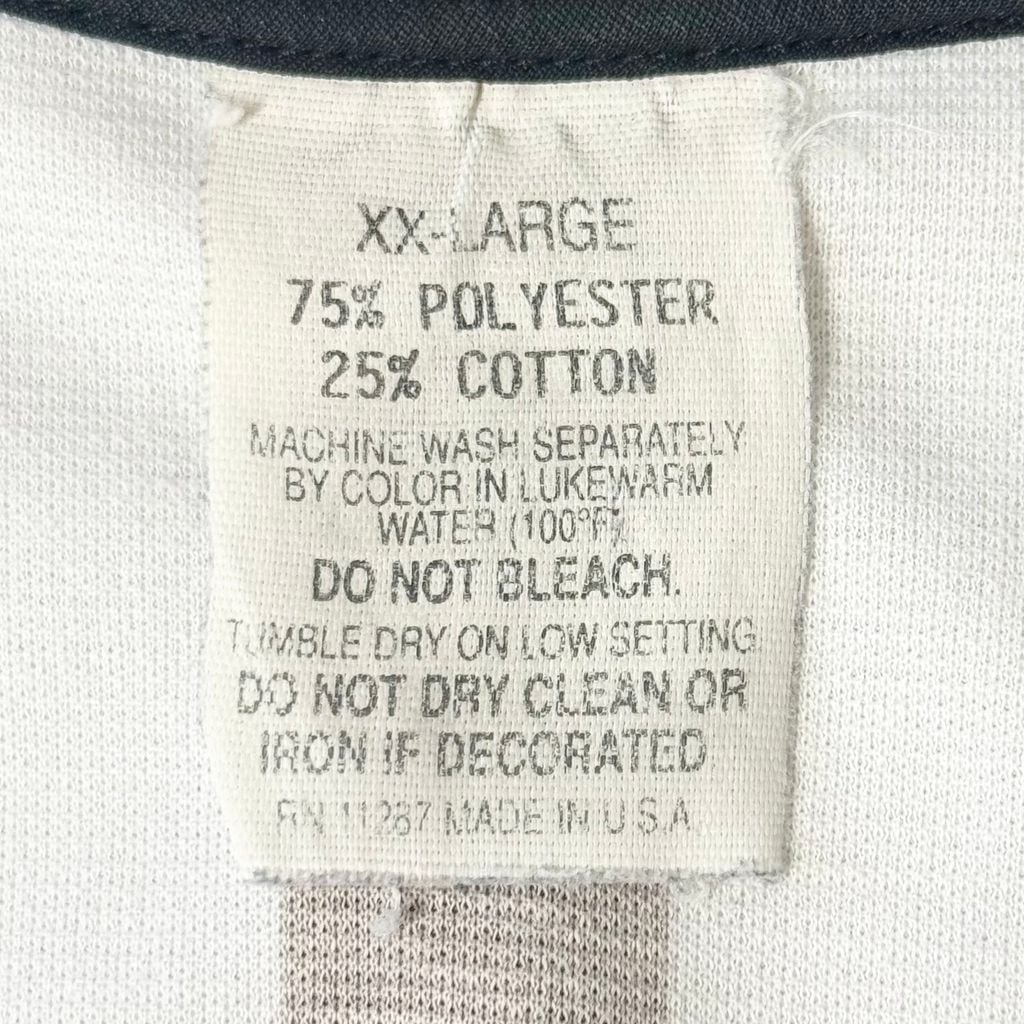 XX-LARGE
75% POLYESTER
25% COTTON
MACHINE WASH SEPARATELY
BY COLOR IN LUKEWARM
WATER (100°F).
DO NOT BLEACH.
TUMBLE DRY ON LOW SETTING.
DO NOT DRY CLEAN OR
IRON IF DECORATED
RN 11287 MADE IN U.S.A.